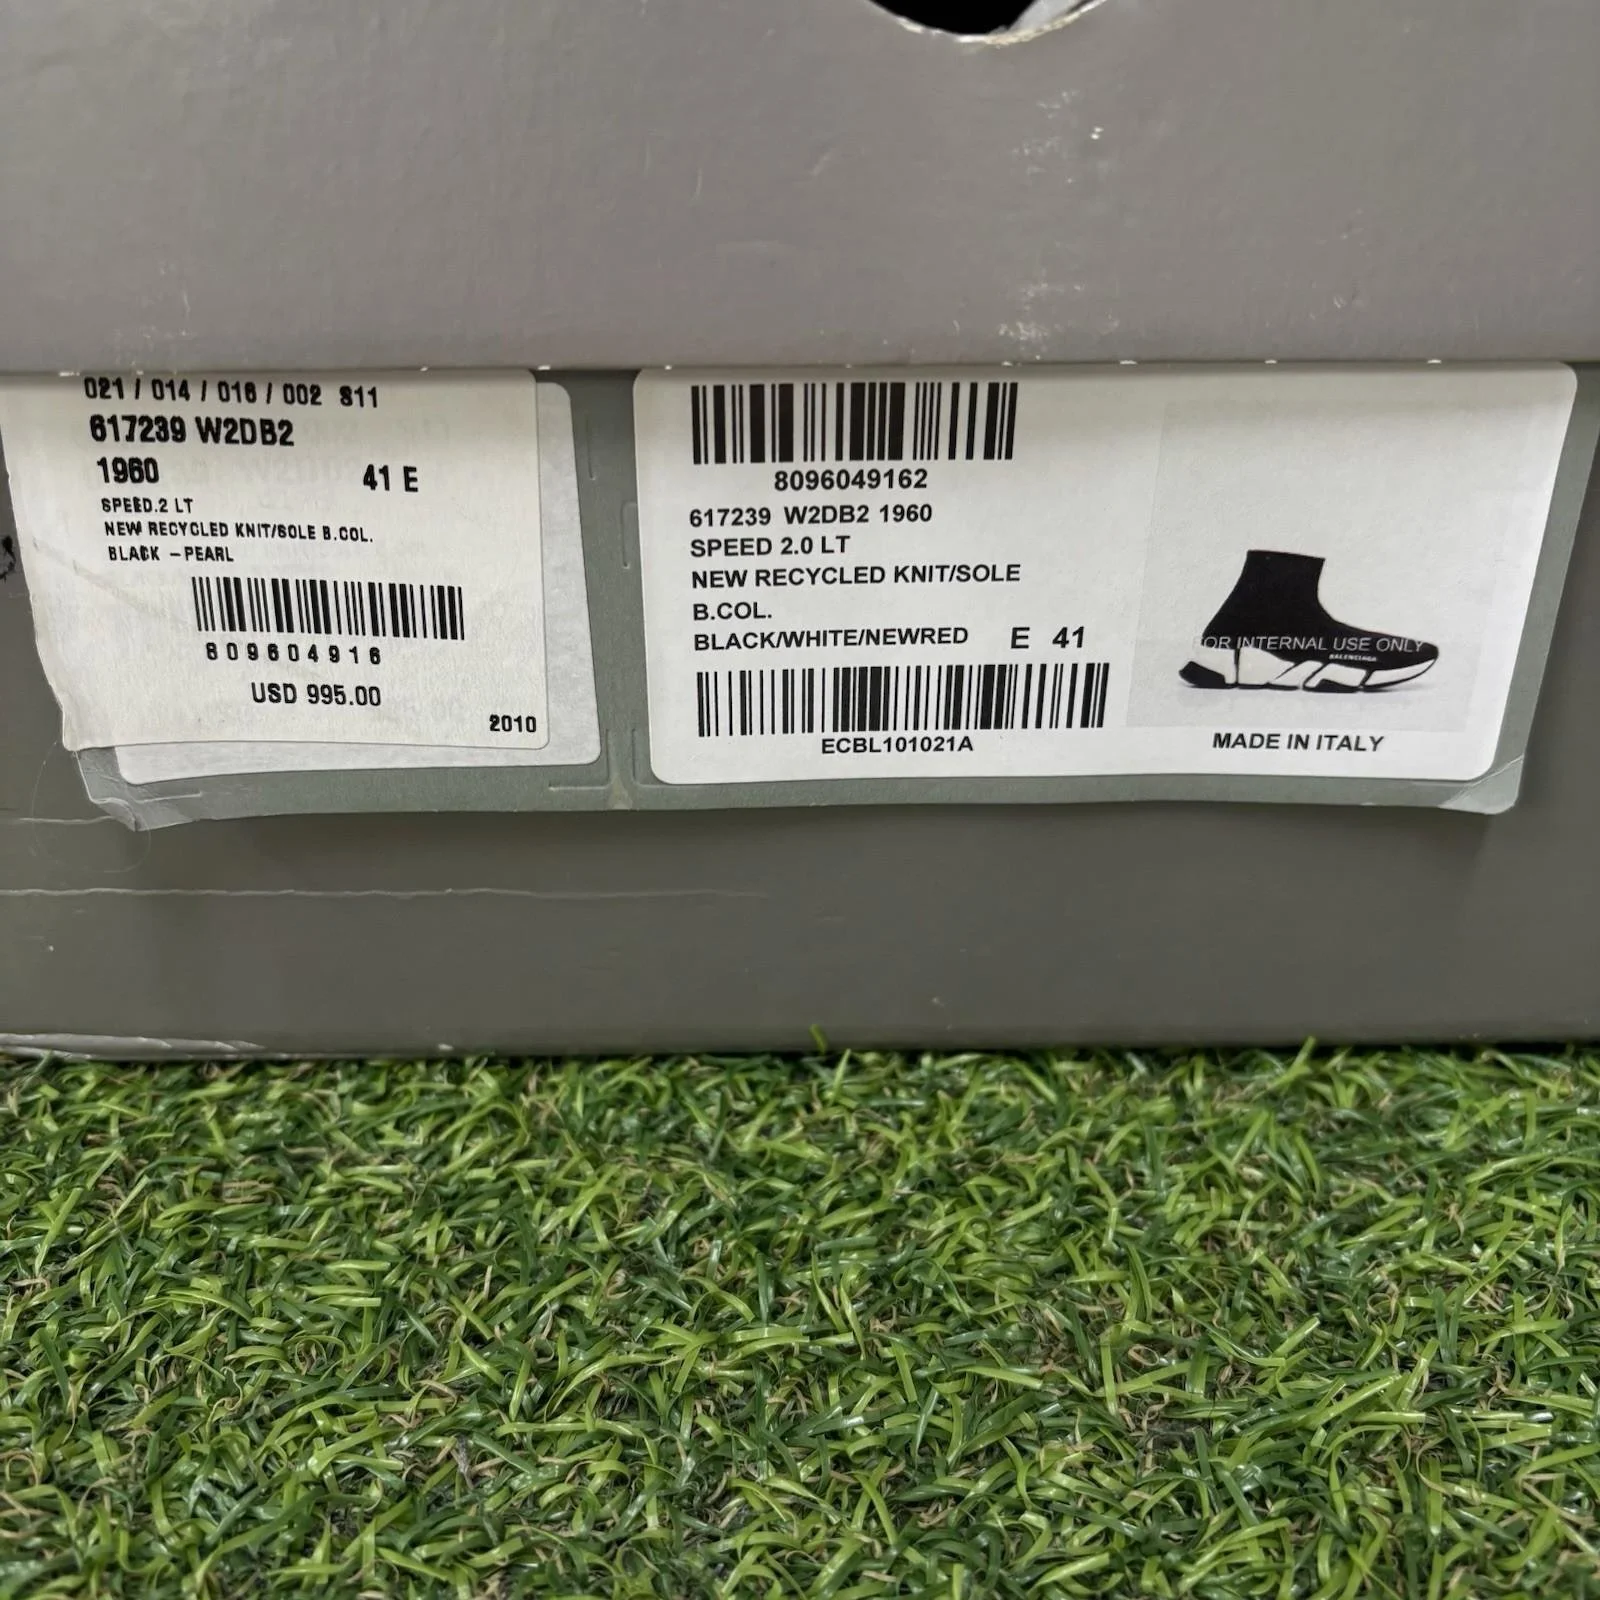 021 / 014 / 016 / 002 S11
617239 W2DB2
1960 41 E
SPEED.2 LT
NEW RECYCLED KNIT/SOLE B.COL.
BLACK -PEARL
809604916
USD 995.00
2010
8096049162
617239 W2DB2 1960
SPEED 2.0 LT
NEW RECYCLED KNIT/SOLE
B.COL.
BLACK/WHITE/NEWRED E 41
ECBL101021A
FOR INTERNAL USE ONLY
BALENCIAGA
MADE IN ITALY